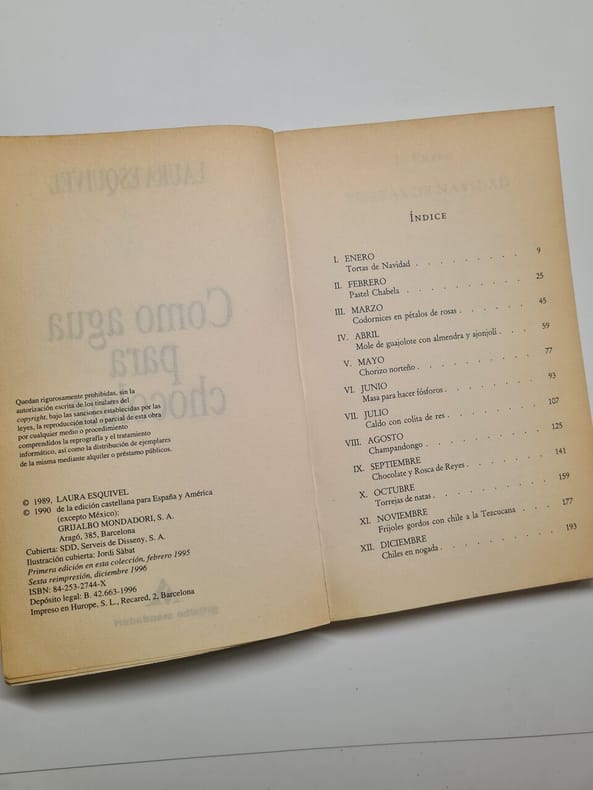 LAURA ESQUIVEL
Como agua
para
Quedan rigurosamente prohibidas, sin la
autorización escrita de los titulares del
copyright, bajo las sanciones establecidas por las
leyes, la reproducción total o parcial de esta obra
por cualquier medio o procedimiento
comprendidos la reprografía y el tratamiento
informático, así como la distribución de ejemplares
de la misma mediante alquiler o préstamo públicos.
© 1989, LAURA ESQUIVEL
© 1990 de la edición castellana para España y América
(excepto México):
GRIJALBO MONDADORI, S. A.
Aragó, 385, Barcelona
Cubierta: SDD, Serveis de Disseny, S. A.
Ilustración cubierta: Jordi Sàbat
Primera edición en esta colección, febrero 1995
Sexta reimpresión, diciembre 1996
ISBN: 84-253-2744-X
Depósito legal: B. 42.663-1996
Impreso en Hurope, S. L., Recared, 2, Barcelona
ÍNDICE
I. ENERO
Tortas de Navidad . . . . . . . . . 9
II. FEBRERO
Pastel Chabela . . . . . . . . . . 25
III. MARZO
Codornices en pétalos de rosas . . . . . . 45
IV. ABRIL
Mole de guajolote con almendra y ajonjolí . . . 59
V. MAYO
Chorizo norteño . . . . . . . . . 77
VI. JUNIO
Masa para hacer fósforos . . . . . . . 93
VII. JULIO
Caldo con colita de res . . . . . . . 107
VIII. AGOSTO
Champandongo . . . . . . . . . 125
IX. SEPTIEMBRE
Chocolate y Rosca de Reyes . . . . . . 141
X. OCTUBRE
Torrejas de natas . . . . . . . . . 159
XI. NOVIEMBRE
Frijoles gordos con chile a la Tezcucana . . . 177
XII. DICIEMBRE
Chiles en nogada . . . . . . . . . 193